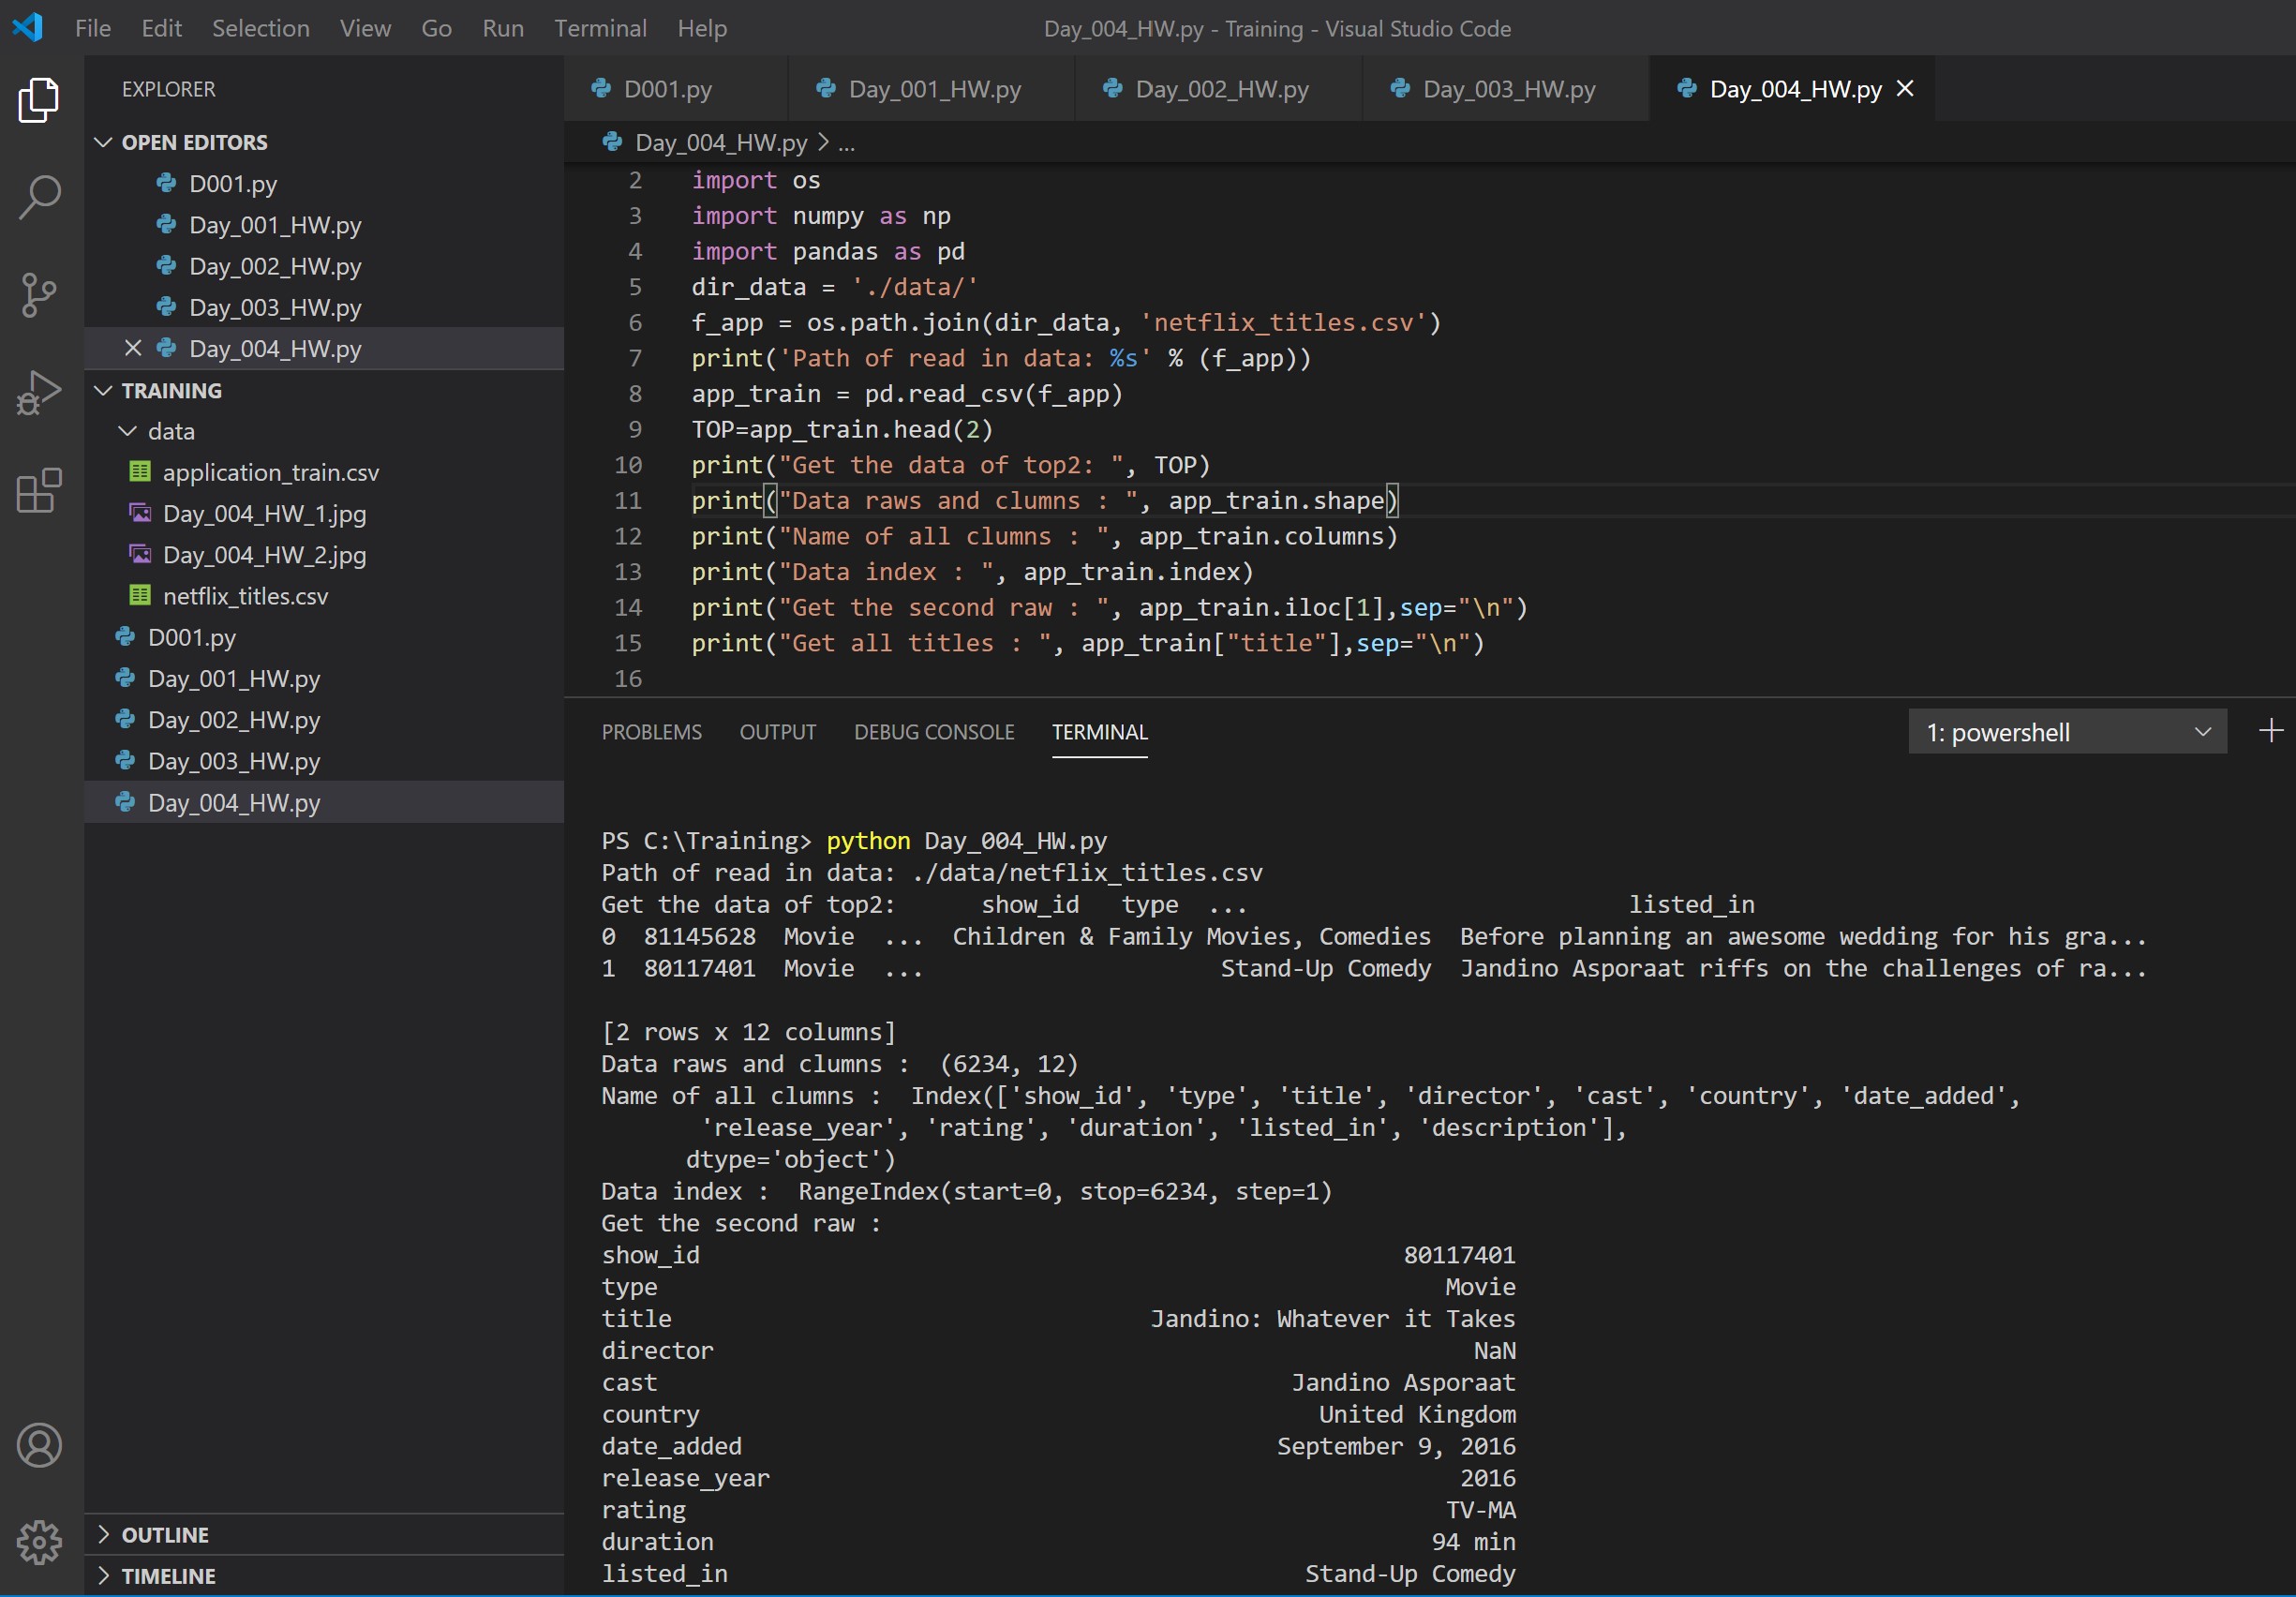 File Edit Selection View Go Run Terminal Help Day_004_HW.py - Training - Visual Studio Code
EXPLORER
OPEN EDITORS
D001.py
Day_001_HW.py
Day_002_HW.py
Day_003_HW.py
Day_004_HW.py
TRAINING
data
application_train.csv
Day_004_HW_1.jpg
Day_004_HW_2.jpg
netflix_titles.csv
D001.py
Day_001_HW.py
Day_002_HW.py
Day_003_HW.py
Day_004_HW.py
OUTLINE
TIMELINE
D001.py Day_001_HW.py Day_002_HW.py Day_003_HW.py Day_004_HW.py
Day_004_HW.py > ...
2 import os
3 import numpy as np
4 import pandas as pd
5 dir_data = './data/'
6 f_app = os.path.join(dir_data, 'netflix_titles.csv')
7 print('Path of read in data: %s' % (f_app))
8 app_train = pd.read_csv(f_app)
9 TOP=app_train.head(2)
10 print("Get the data of top2: ", TOP)
11 print("Data raws and clumns : ", app_train.shape)
12 print("Name of all clumns : ", app_train.columns)
13 print("Data index : ", app_train.index)
14 print("Get the second raw : ", app_train.iloc[1],sep="\n")
15 print("Get all titles : ", app_train["title"],sep="\n")
16
PROBLEMS OUTPUT DEBUG CONSOLE TERMINAL 1: powershell
PS C:\Training> python Day_004_HW.py
Path of read in data: ./data/netflix_titles.csv
Get the data of top2: show_id type ... listed_in
0 81145628 Movie ... Children & Family Movies, Comedies Before planning an awesome wedding for his gra...
1 80117401 Movie ... Stand-Up Comedy Jandino Asporaat riffs on the challenges of ra...
[2 rows x 12 columns]
Data raws and clumns : (6234, 12)
Name of all clumns : Index(['show_id', 'type', 'title', 'director', 'cast', 'country', 'date_added',
'release_year', 'rating', 'duration', 'listed_in', 'description'],
dtype='object')
Data index : RangeIndex(start=0, stop=6234, step=1)
Get the second raw :
show_id 80117401
type Movie
title Jandino: Whatever it Takes
director NaN
cast Jandino Asporaat
country United Kingdom
date_added September 9, 2016
release_year 2016
rating TV-MA
duration 94 min
listed_in Stand-Up Comedy